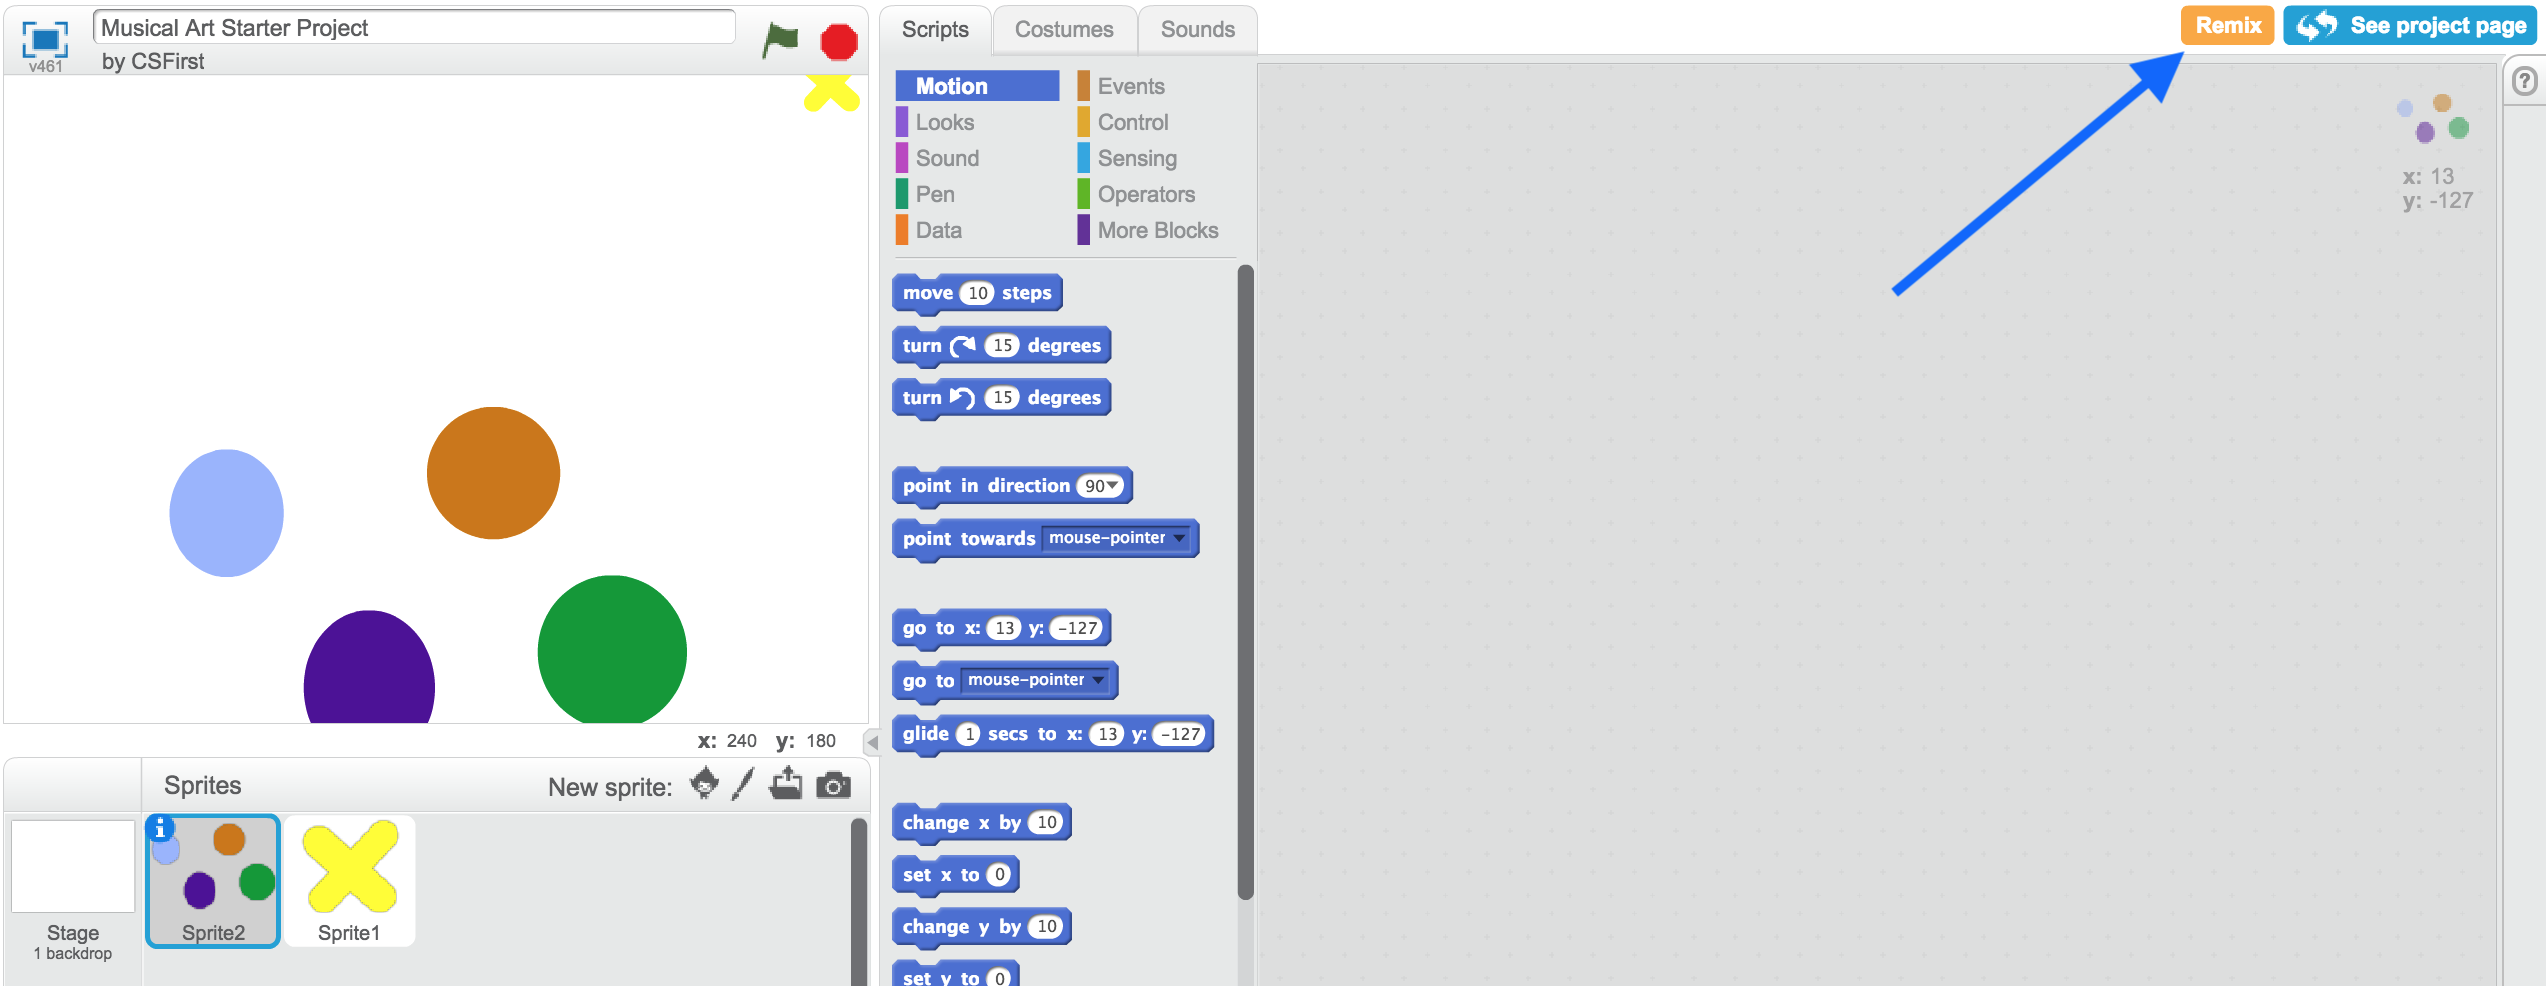 Musical Art Starter Project
by CSFirst
v461
Scripts
Costumes
Sounds
Remix
See project page
?
Motion
Looks
Sound
Pen
Data
Events
Control
Sensing
Operators
More Blocks
x: 13
y: -127
move 10 steps
turn 15 degrees
turn 15 degrees
point in direction 90
point towards mouse-pointer
go to x: 13 y: -127
go to mouse-pointer
glide 1 secs to x: 13 y: -127
change x by 10
set x to 0
change y by 10
set y to 0
x: 240 y: 180
Sprites
New sprite:
i
Stage
1 backdrop
Sprite2
Sprite1